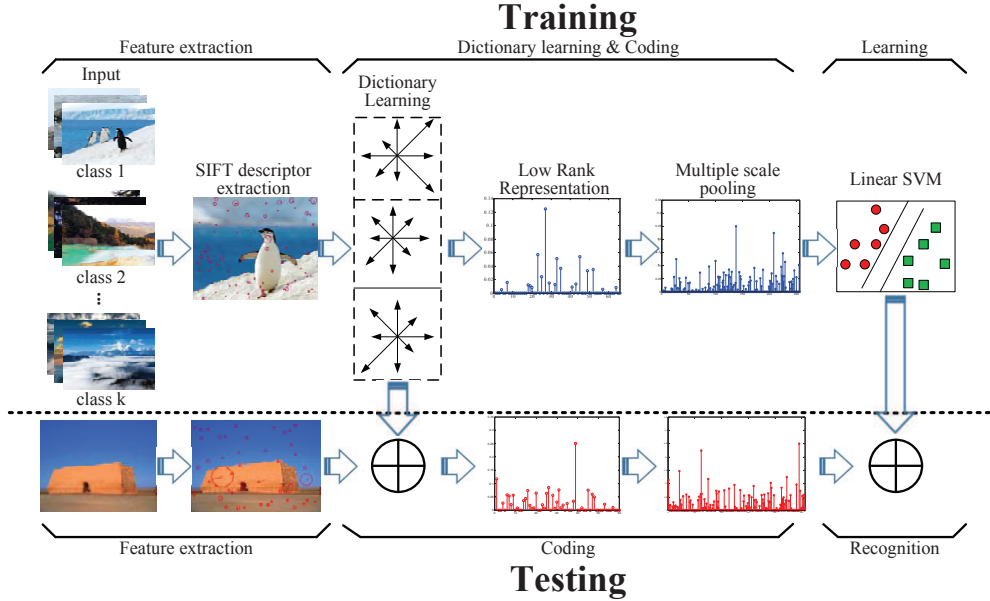 Training
Feature extraction
Dictionary learning & Coding
Learning
Input
class 1
class 2
...
class k
SIFT descriptor
extraction
Dictionary
Learning
Low Rank
Representation
Multiple scale
pooling
Linear SVM
Feature extraction
Coding
Recognition
Testing